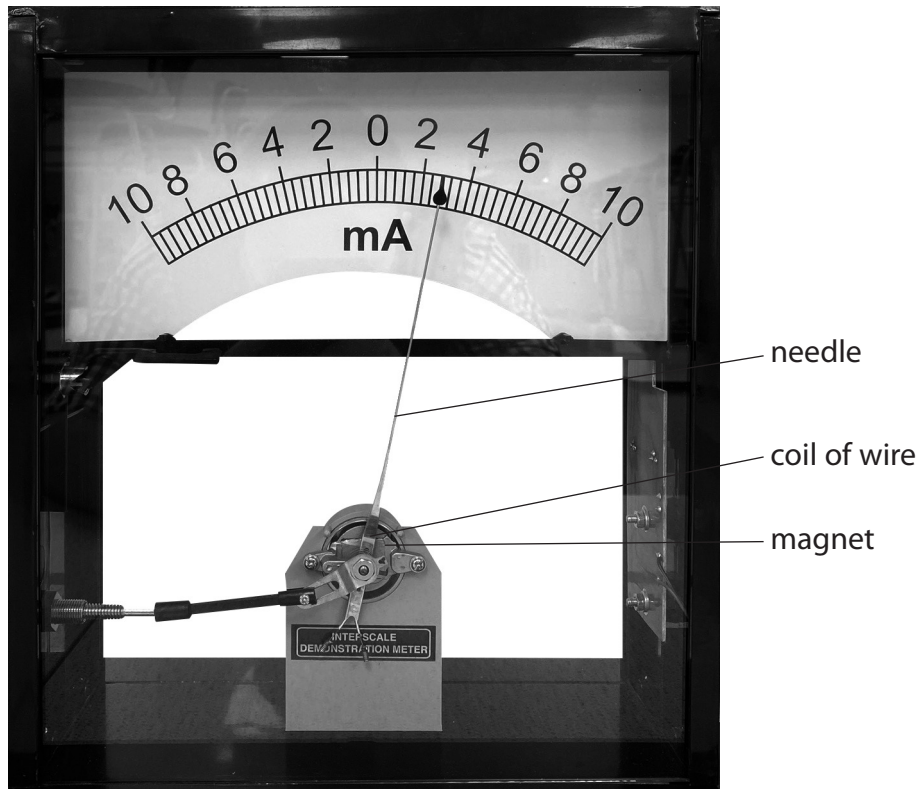 10 8 6 4 2 0 2 4 6 8 10
mA
needle
coil of wire
magnet
INTERSCALE
DEMONSTRATION METER